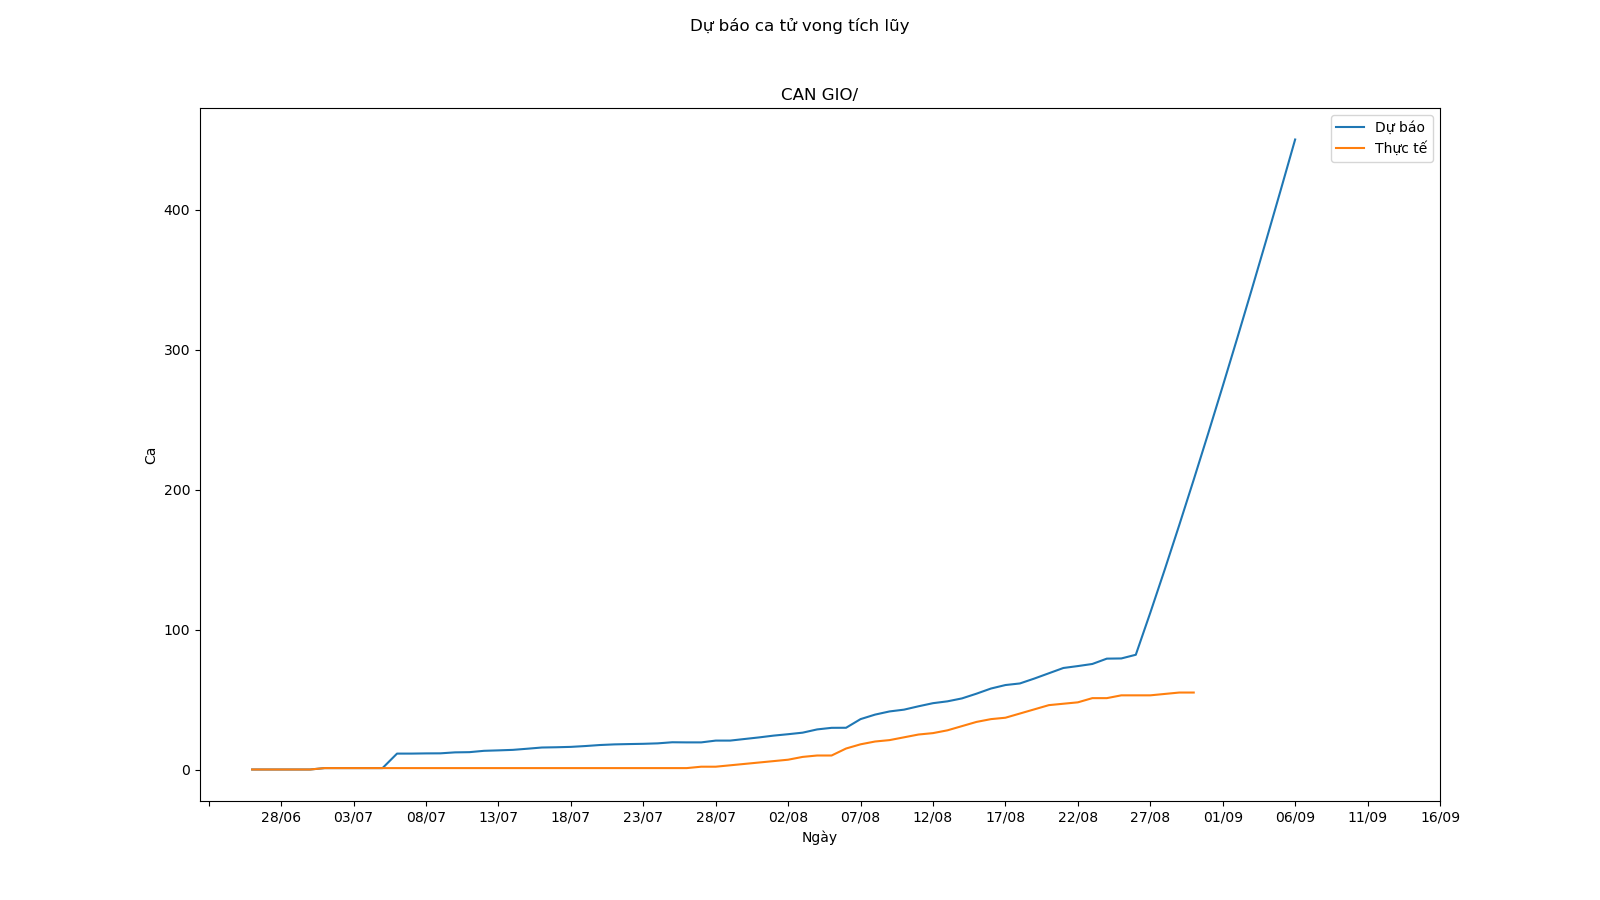 Dự báo ca tử vong tích lũy
CAN GIO/
Dự báo
Thực tế
400
300
200
100
0
Ca
28/06 03/07 08/07 13/07 18/07 23/07 28/07 02/08 07/08 12/08 17/08 22/08 27/08 01/09 06/09 11/09 16/09
Ngày